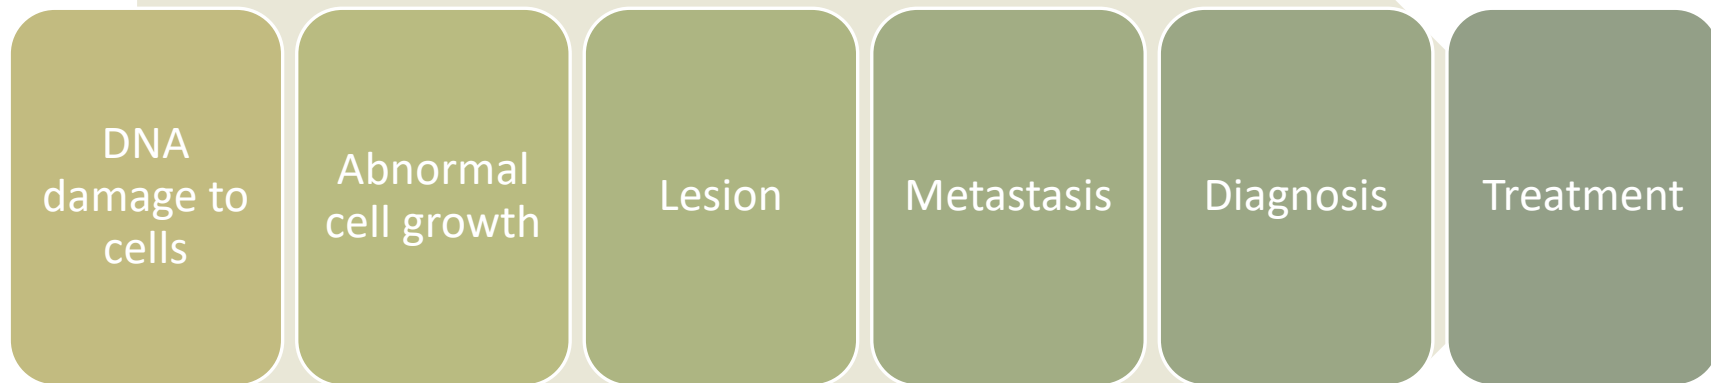 DNA
damage to
cells
Abnormal
cell growth
Lesion
Metastasis
Diagnosis
Treatment